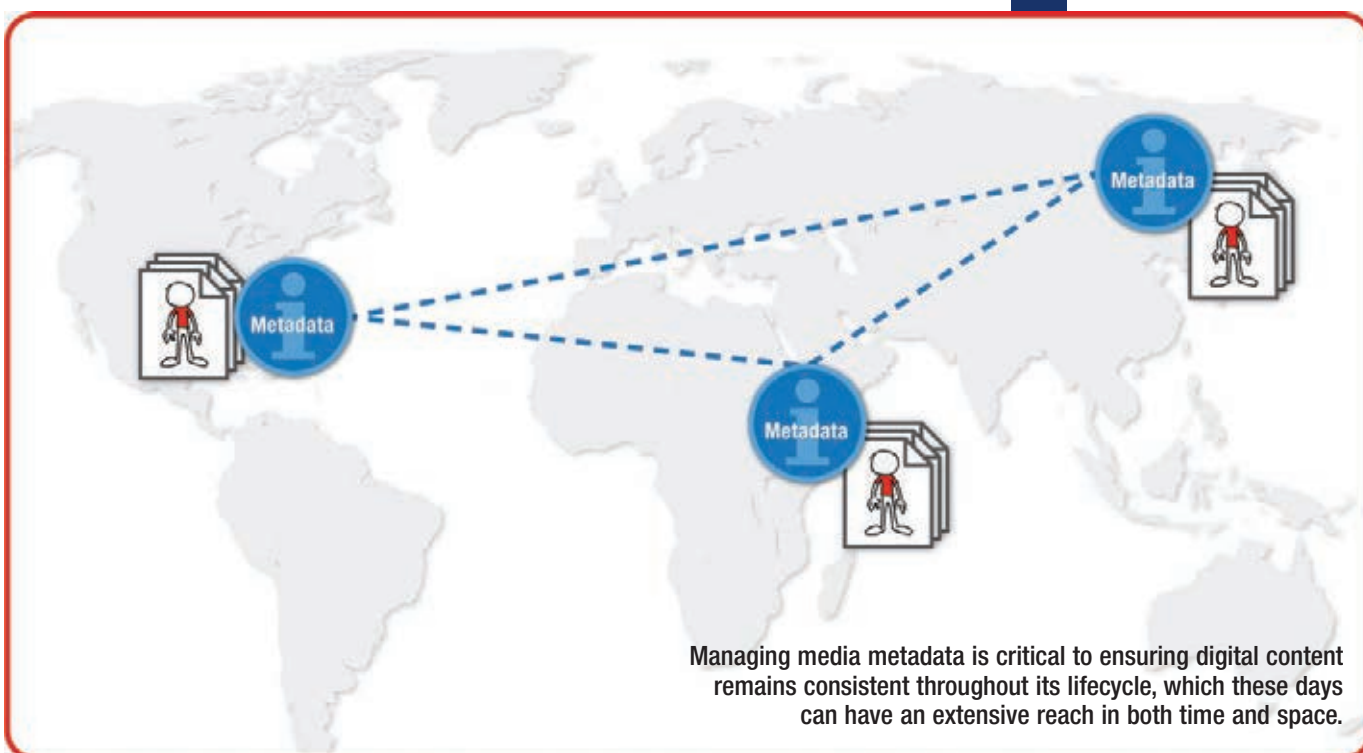 Metadata
Metadata
Metadata
Managing media metadata is critical to ensuring digital content
remains consistent throughout its lifecycle, which these days
can have an extensive reach in both time and space.